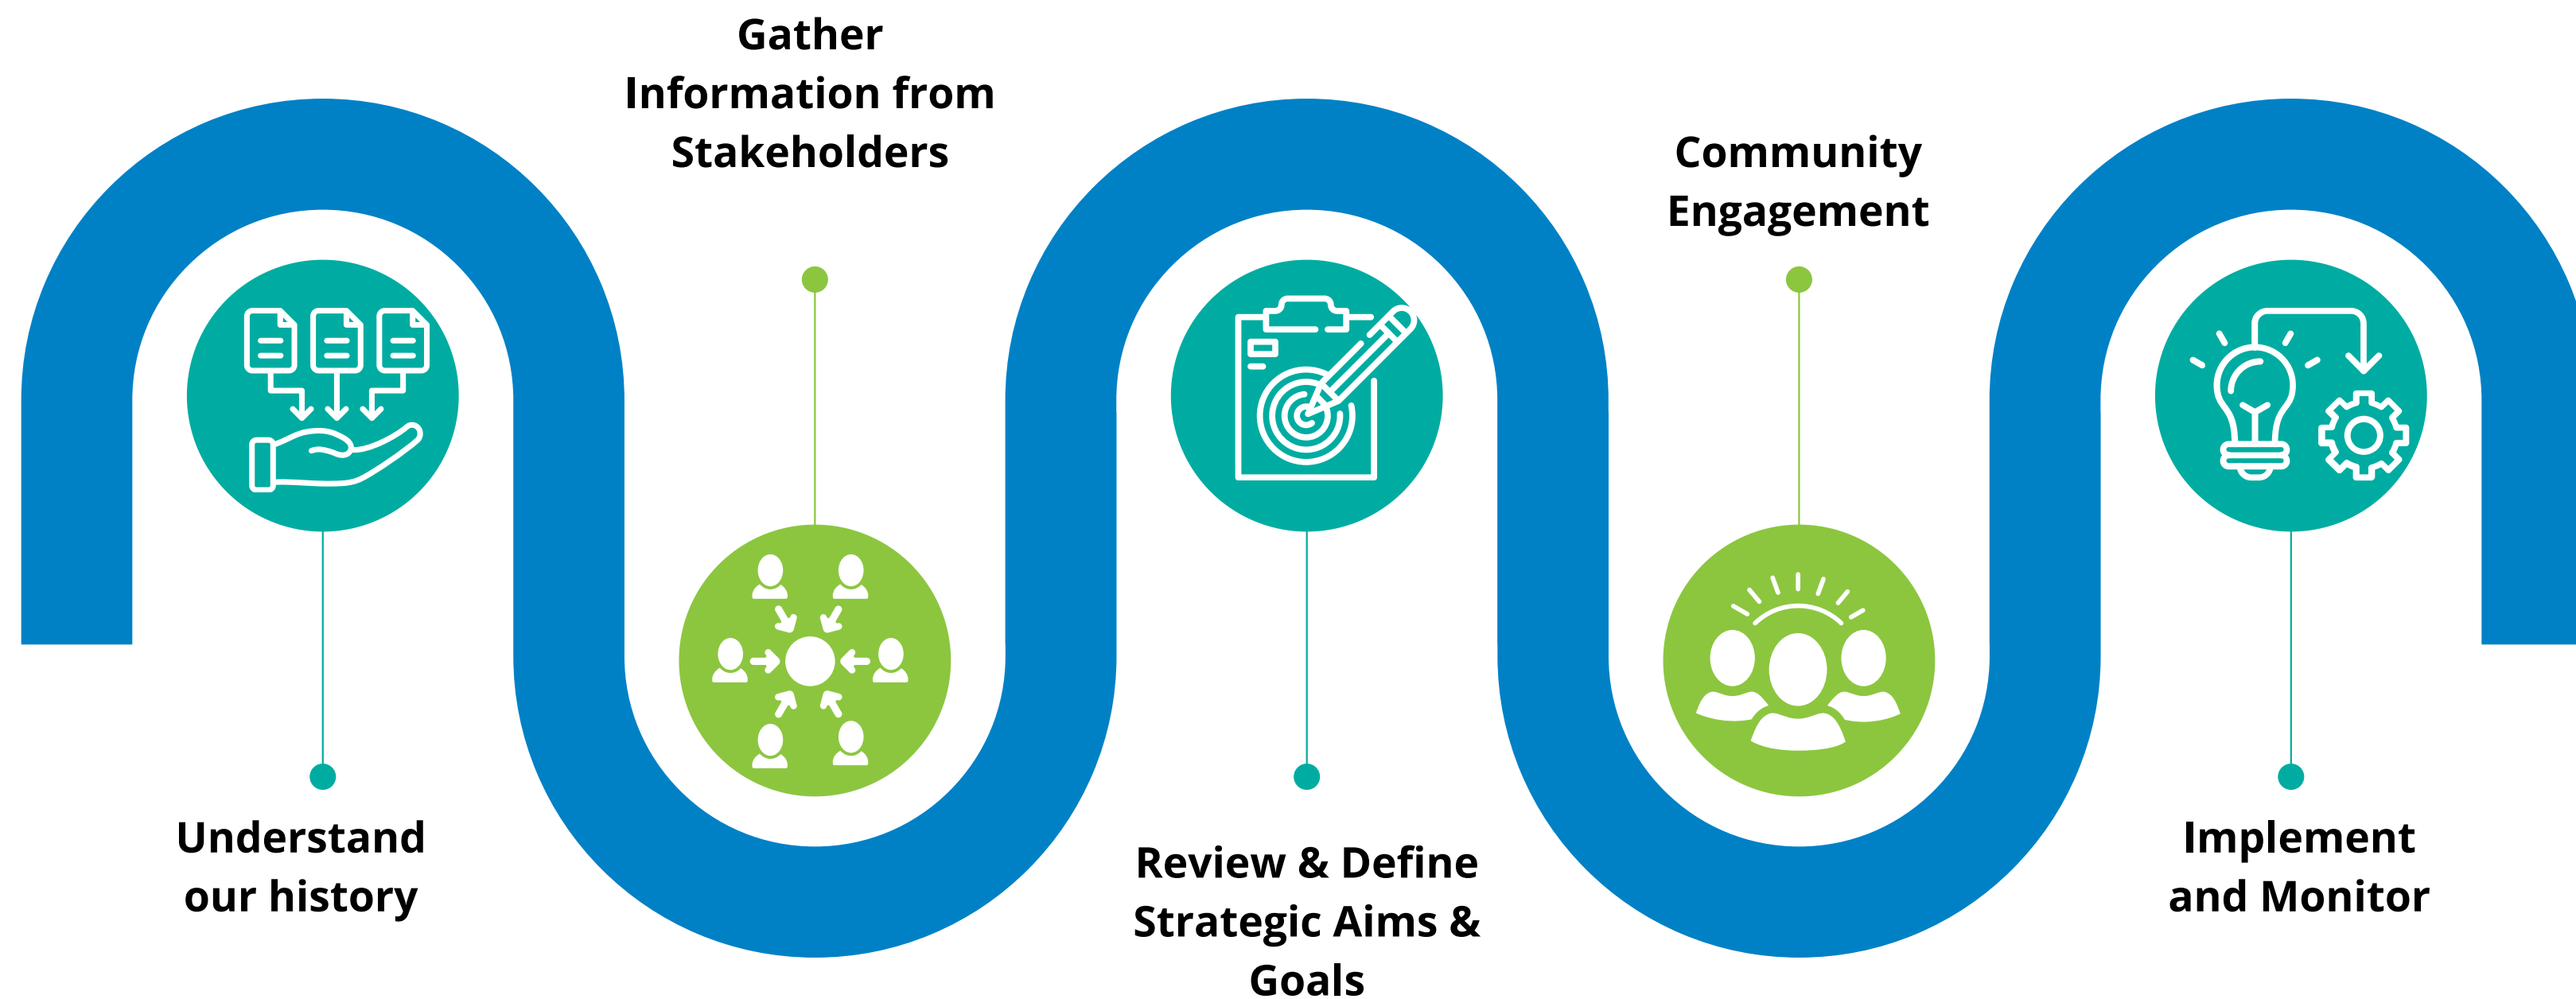 Understand
our history
Gather
Information from
Stakeholders
Review & Define
Strategic Aims &
Goals
Community
Engagement
Implement
and Monitor